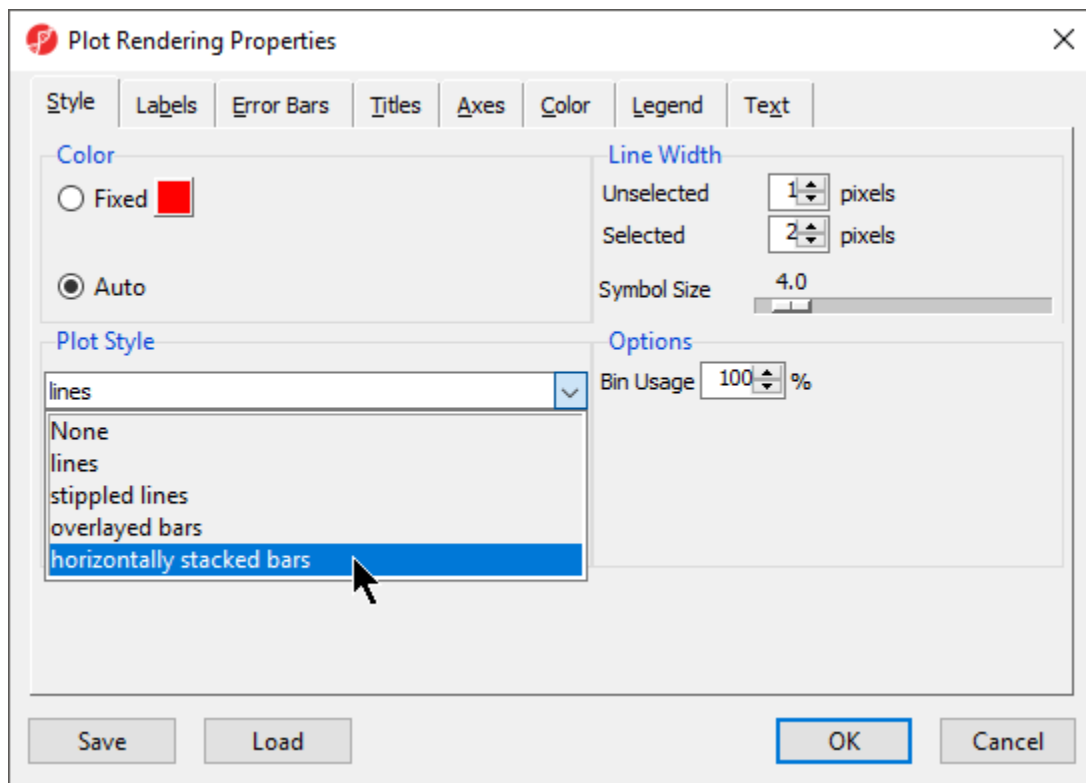 Plot Rendering Properties
Style Labels Error Bars Titles Axes Color Legend Text
Color
Fixed
Auto
Line Width
Unselected 1 pixels
Selected 2 pixels
Symbol Size 4.0
Plot Style
lines
None
lines
stippled lines
overlayed bars
horizontally stacked bars
Options
Bin Usage 100 %
Save Load OK Cancel